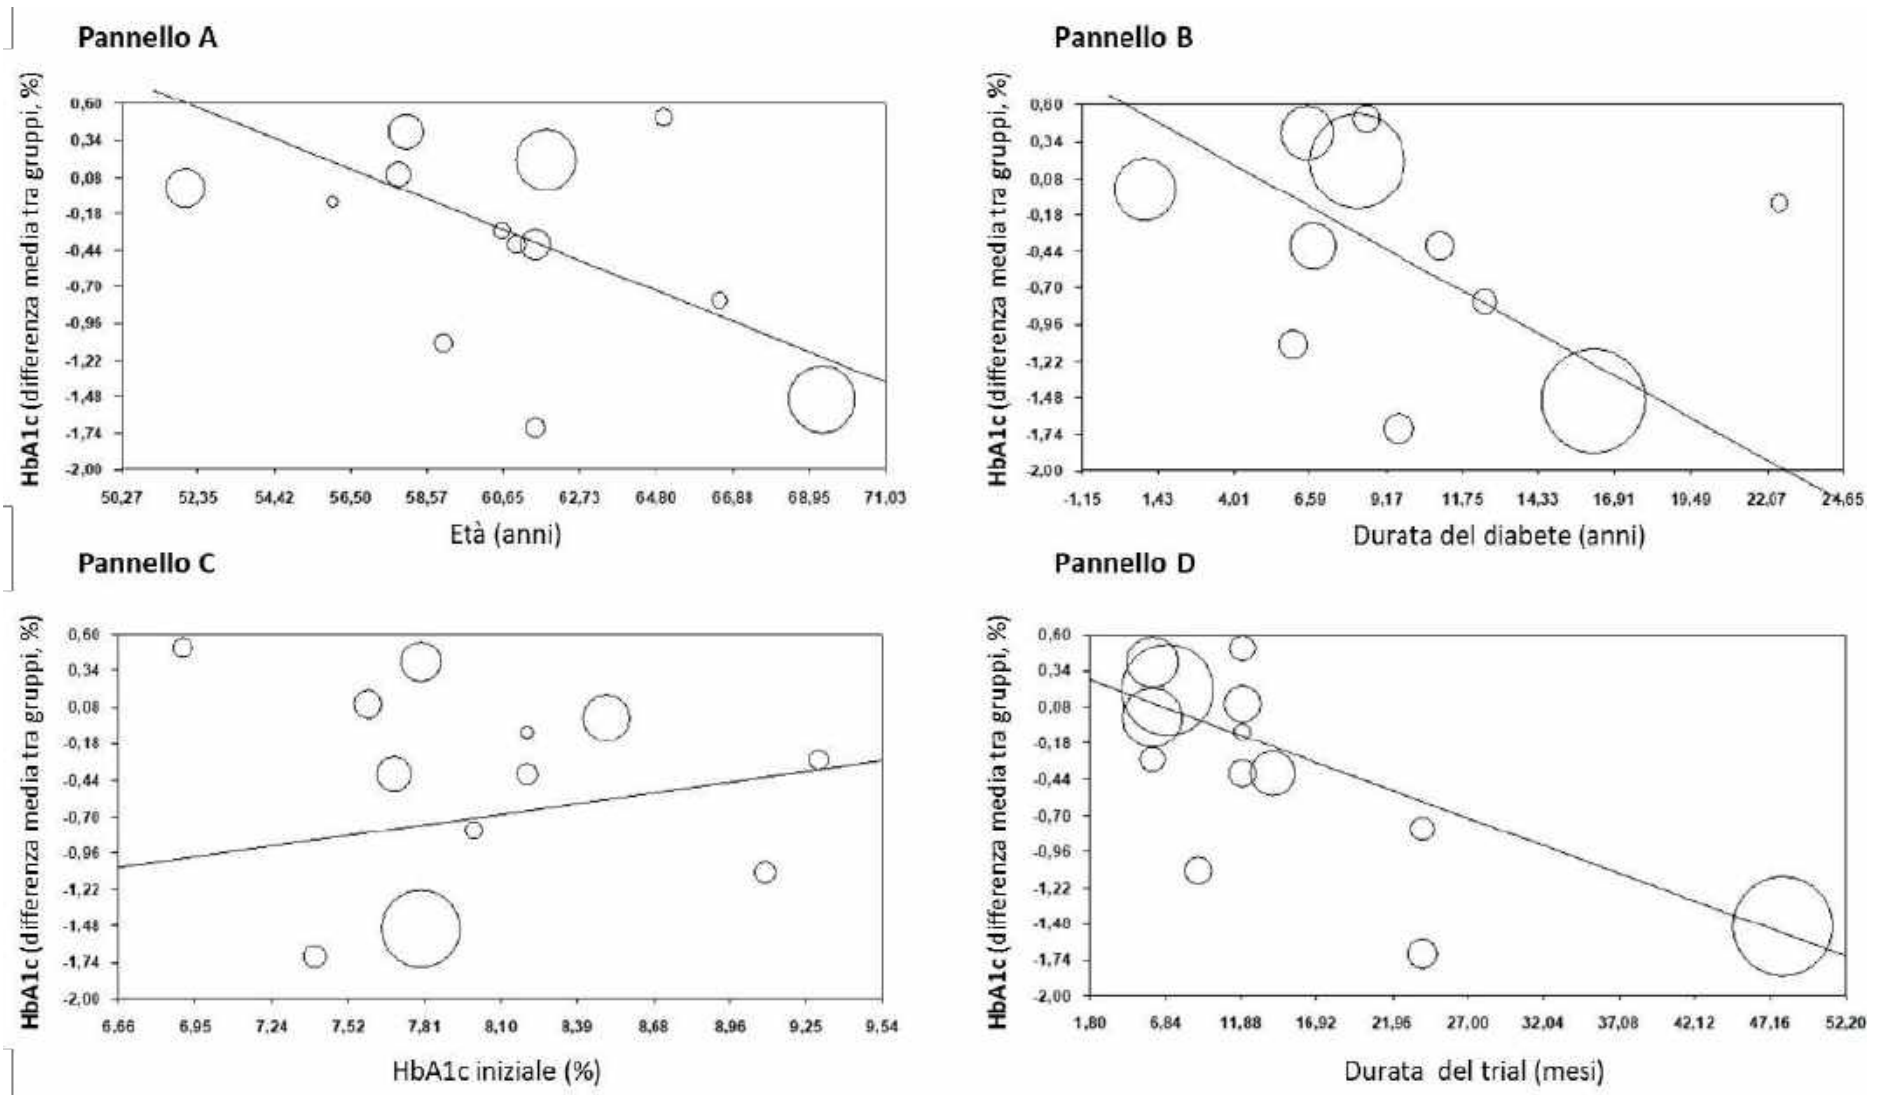 Pannello A
HbA1c (differenza media tra gruppi, %)
0,60
0,34
0,08
-0,18
-0,44
-0,70
-0,96
-1,22
-1,48
-1,74
-2,00
50,27 52,35 54,42 56,50 58,57 60,65 62,73 64,80 66,88 68,95 71,03
Età (anni)
Pannello B
HbA1c (differenza media tra gruppi, %)
0,60
0,34
0,08
-0,18
-0,44
-0,70
-0,96
-1,22
-1,48
-1,74
-2,00
-1,15 1,43 4,01 6,59 9,17 11,75 14,33 16,91 19,49 22,07 24,65
Durata del diabete (anni)
Pannello C
HbA1c (differenza media tra gruppi, %)
0,60
0,34
0,08
-0,18
-0,44
-0,70
-0,96
-1,22
-1,48
-1,74
-2,00
6,66 6,95 7,24 7,52 7,81 8,10 8,39 8,68 8,96 9,25 9,54
HbA1c iniziale (%)
Pannello D
HbA1c (differenza media tra gruppi, %)
0,60
0,34
0,08
-0,18
-0,44
-0,70
-0,96
-1,22
-1,48
-1,74
-2,00
1,80 6,84 11,88 16,92 21,96 27,00 32,04 37,08 42,12 47,16 52,20
Durata del trial (mesi)